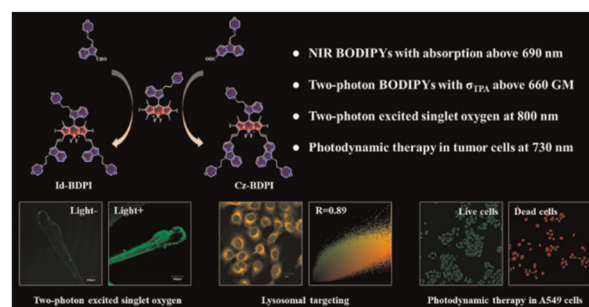 CHO
OHC
NIR BODIPYs with absorption above 690 nm
Two-photon BODIPYs with σTPA above 660 GM
Two-photon excited singlet oxygen at 800 nm
Photodynamic therapy in tumor cells at 730 nm
Id-BDPI
Cz-BDPI
Light-
Light+
R=0.89
Live cells
Dead cells
Two-photon excited singlet oxygen
Lysosomal targeting
Photodynamic therapy in A549 cells